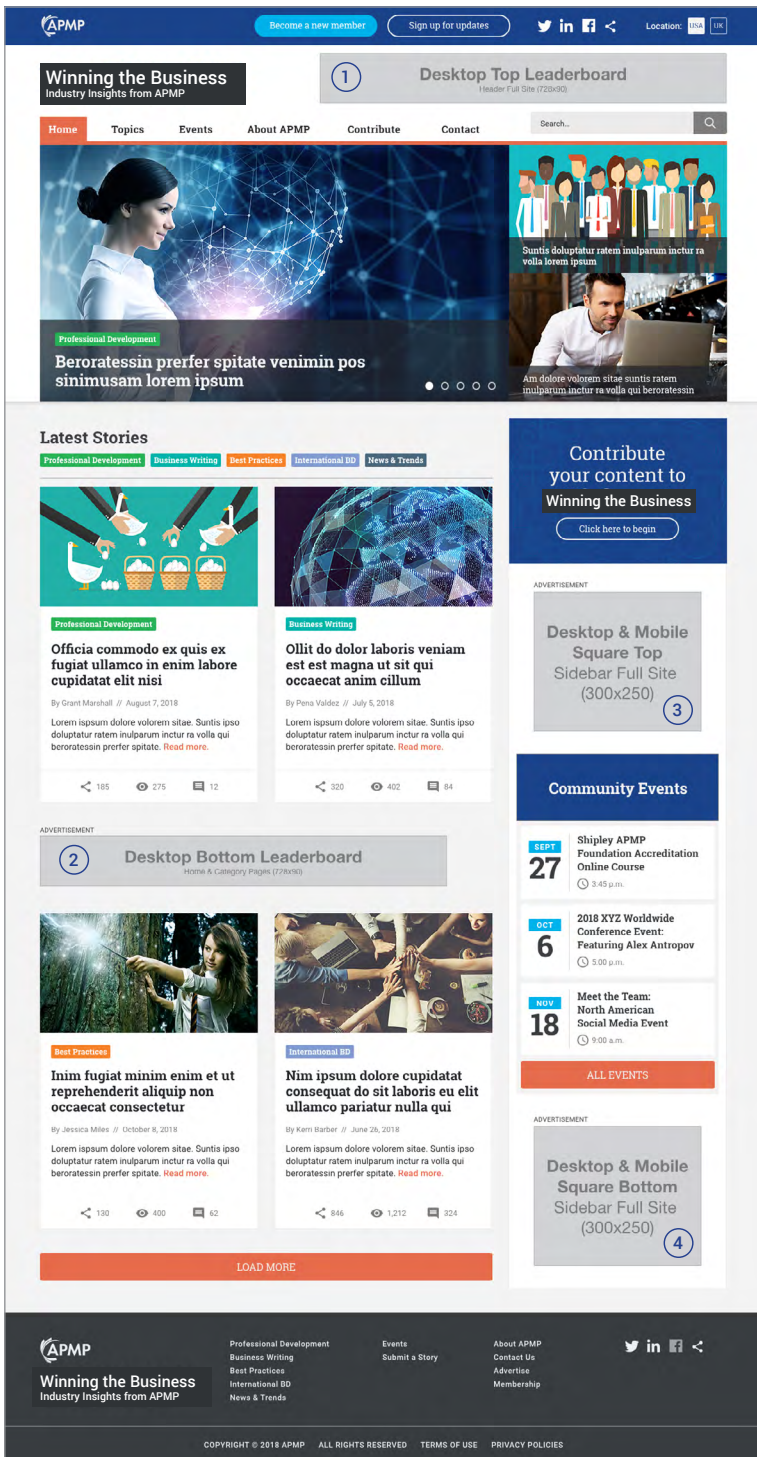 APMP
Become a new member
Sign up for updates
Location: USA UK
Winning the Business
Industry Insights from APMP
1
Desktop Top Leaderboard
Header Full Site (728x90)
Home Topics Events About APMP Contribute Contact
Search...
Professional Development
Beroratessin prerfer spitate venimin pos
sinimusam lorem ipsum
Suntis doluptatur ratem inulparum inctur ra
volla lorem ipsum
Am dolore volorem sitae suntis ratem
inulparum inctur ra volla qui beroratessin
Latest Stories
Professional Development Business Writing Best Practices International BD News & Trends
Professional Development
Officia commodo ex quis ex
fugiat ullamco in enim labore
cupidatat elit nisi
By Grant Marshall // August 7, 2018
Lorem ispsum dolore volorem sitae. Suntis ipso
doluptatur ratem inulparum inctur ra volla qui
beroratessin prerfer spitate. Read more.
185 275 12
Business Writing
Ollit do dolor laboris veniam
est est magna ut sit qui
occaecat anim cillum
By Pena Valdez // July 5, 2018
Lorem ispsum dolore volorem sitae. Suntis ipso
doluptatur ratem inulparum inctur ra volla qui
beroratessin prerfer spitate. Read more.
320 402 84
ADVERTISEMENT
2
Desktop Bottom Leaderboard
Home & Category Pages (728x90)
Best Practices
Inim fugiat minim enim et ut
reprehenderit aliquip non
occaecat consectetur
By Jessica Miles // October 8, 2018
Lorem ispsum dolore volorem sitae. Suntis ipso
doluptatur ratem inulparum inctur ra volla qui
beroratessin prerfer spitate. Read more.
130 400 62
International BD
Nim ipsum dolore cupidatat
consequat do sit laboris eu elit
ullamco pariatur nulla qui
By Kerri Barber // June 26, 2018
Lorem ispsum dolore volorem sitae. Suntis ipso
doluptatur ratem inulparum inctur ra volla qui
beroratessin prerfer spitate. Read more.
846 1,212 324
LOAD MORE
Contribute
your content to
Winning the Business
Click here to begin
ADVERTISEMENT
Desktop & Mobile
Square Top
Sidebar Full Site
(300x250)
3
Community Events
SEPT
27
Shipley APMP
Foundation Accreditation
Online Course
3:45 p.m.
OCT
6
2018 XYZ Worldwide
Conference Event:
Featuring Alex Antropov
5:00 p.m.
NOV
18
Meet the Team:
North American
Social Media Event
9:00 a.m.
ALL EVENTS
ADVERTISEMENT
Desktop & Mobile
Square Bottom
Sidebar Full Site
(300x250)
4
APMP
Winning the Business
Industry Insights from APMP
Professional Development
Business Writing
Best Practices
International BD
News & Trends
Events
Submit a Story
About APMP
Contact Us
Advertise
Membership
COPYRIGHT © 2018 APMP ALL RIGHTS RESERVED TERMS OF USE PRIVACY POLICIES